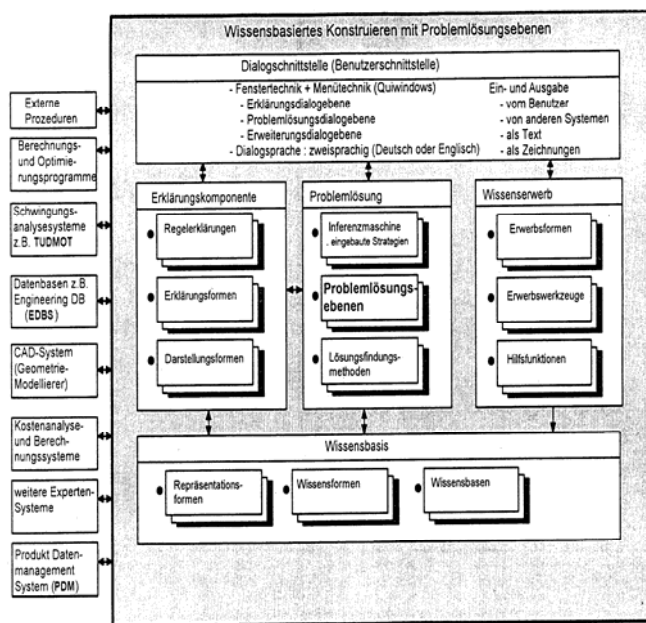 Wissensbasiertes Konstruieren mit Problemlösungsebenen
Dialogschnittstelle (Benutzerschnittstelle)
- Fenstertechnik + Menütechnik (Quiwindows)
- Erklärungsdialogebene
- Problemlösungsdialogebene
- Erweiterungsdialogebene
- Dialogsprache : zweisprachig (Deutsch oder Englisch)
Ein- und Ausgabe
- vom Benutzer
- von anderen Systemen
- als Text
- als Zeichnungen
Externe
Prozeduren
Berechnungs-
und Optimie-
rungsprogramme
Schwingungs-
analysesysteme
z.B. TUDMOT
Datenbasen z.B.
Engineering DB
(EDBS)
CAD-System
(Geometrie-
Modellierer)
Kostenanalyse-
und Berech-
nungssysteme
weitere Experten-
Systeme
Produkt Daten-
management
System (PDM)
Erklärungskomponente
Regelerklärungen
Erklärungsformen
Darstellungsformen
Problemlösung
Inferenzmaschine
. eingebaute Strategien
Problemlösungs-
ebenen
Lösungsfindungs-
methoden
Wissenserwerb
Erwerbsformen
Erwerbswerkzeuge
Hilfsfunktionen
Wissensbasis
Repräsentations-
formen
Wissensformen
Wissensbasen